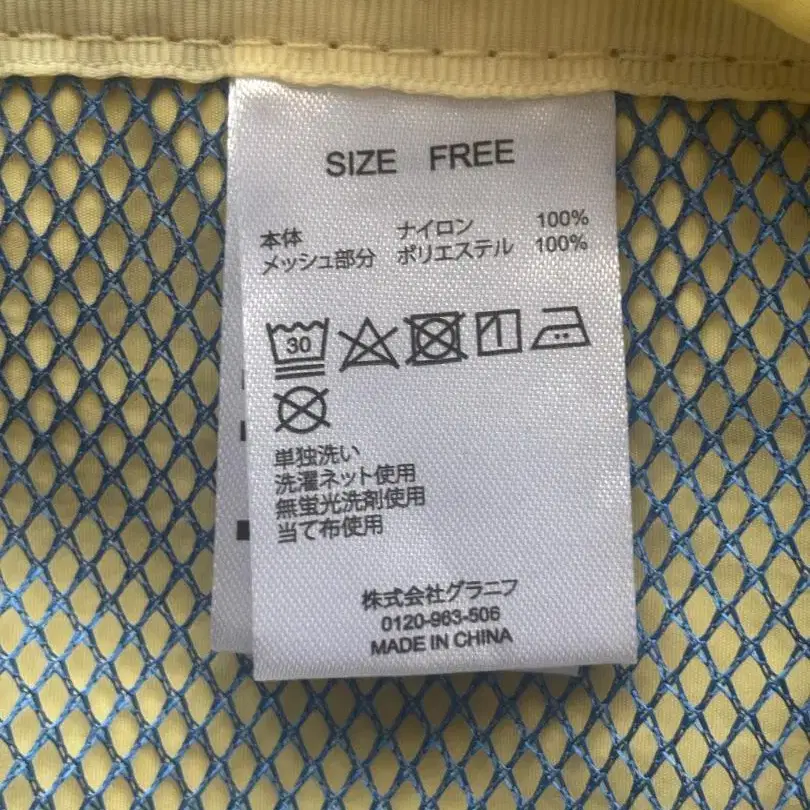 SIZE FREE
本体 ナイロン 100%
メッシュ部分 ポリエステル 100%
30
単独洗い
洗濯ネット使用
無蛍光洗剤使用
当て布使用
株式会社グラニフ
0120-963-506
MADE IN CHINA